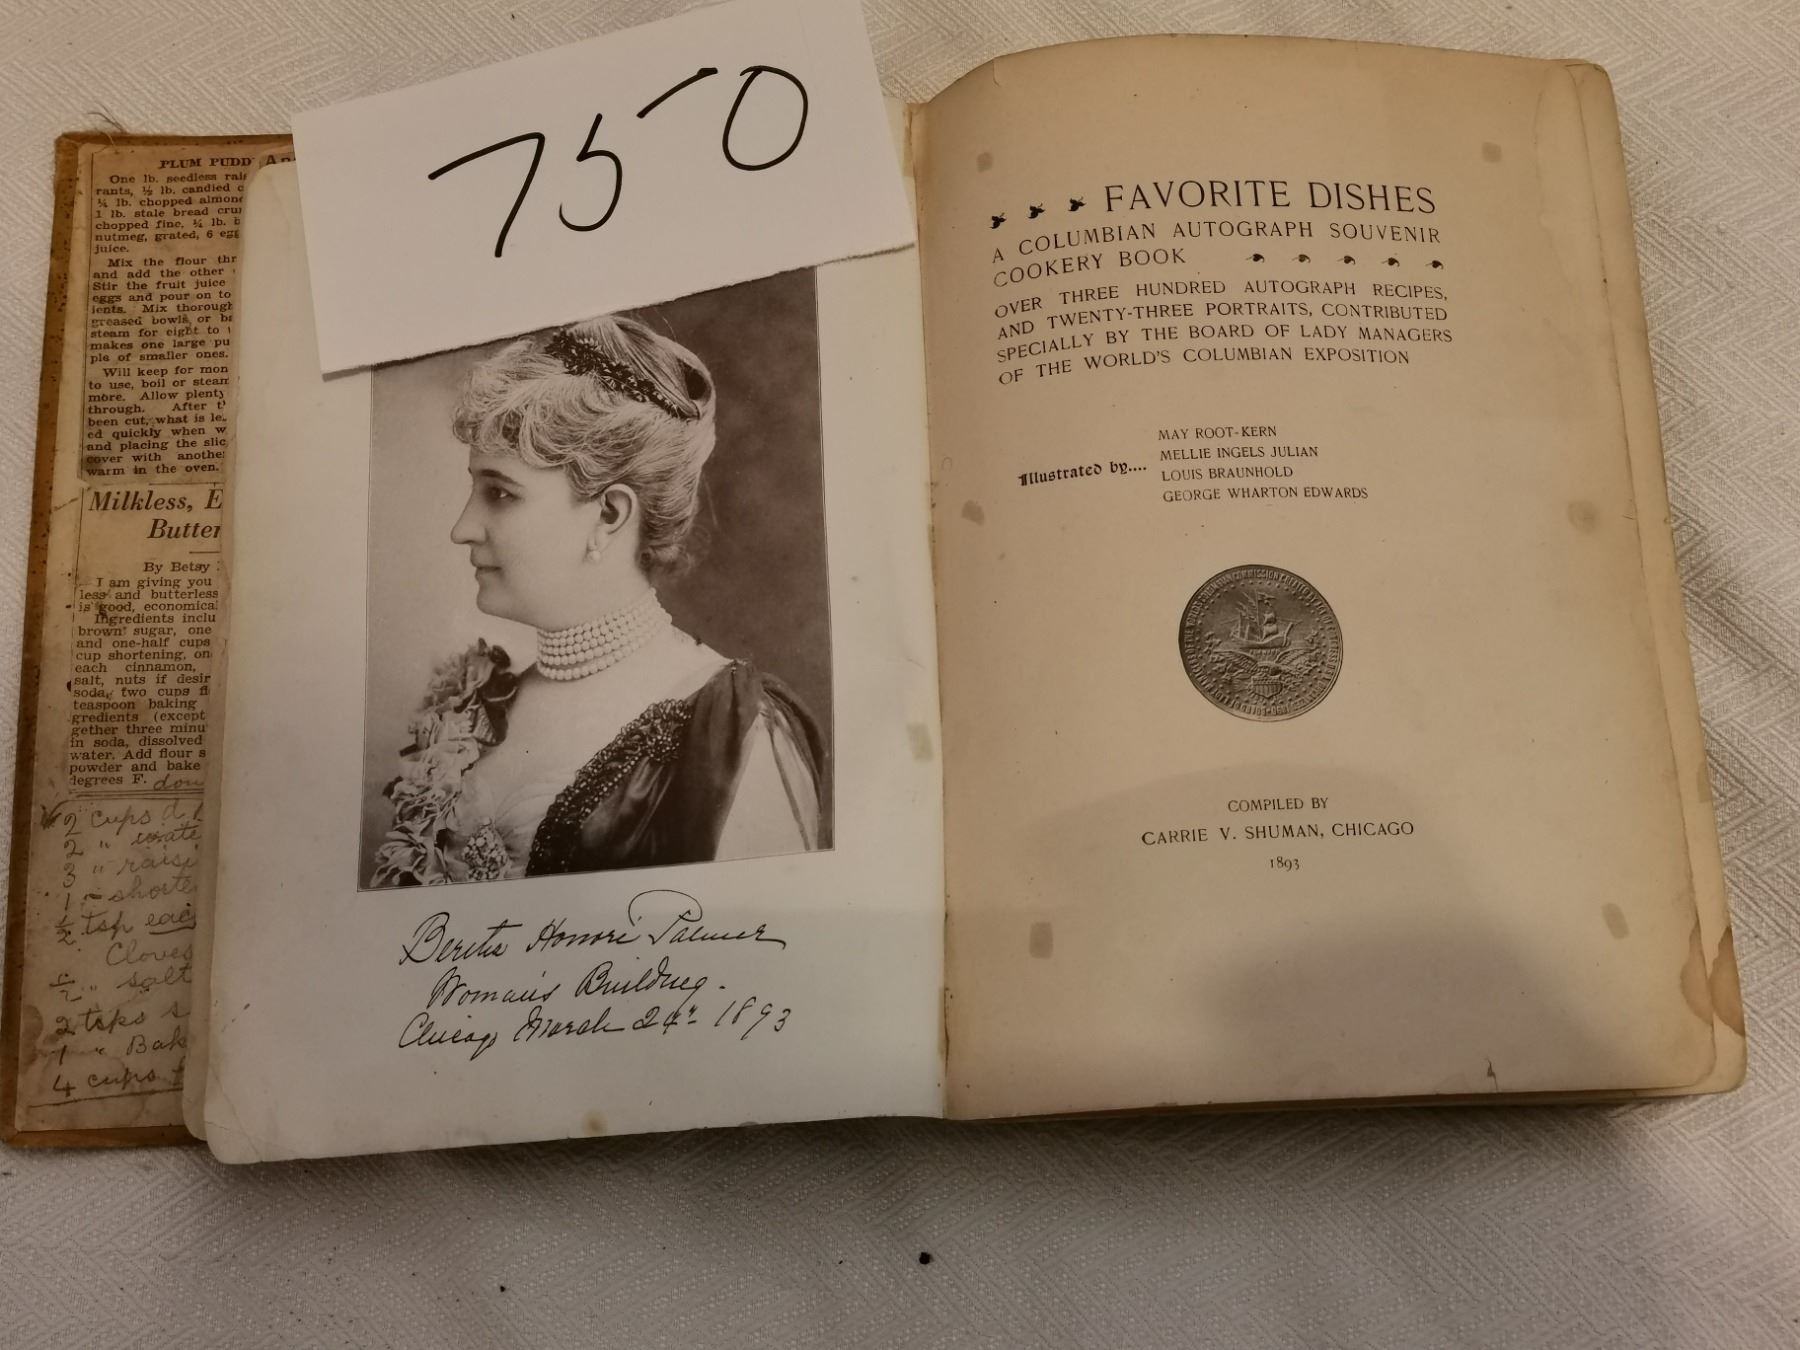 750
PLUM PUDD
One lb. seedless rais
rants, ½ lb. candied c
¼ lb. chopped almond
1 lb. stale bread crum
chopped fine, ¼ lb. b
nutmeg, grated, 6 egg
juice.
Mix the flour thr
and add the other
Stir the fruit juice
eggs and pour on to
ients. Mix thorough
greased bowls, or br
steam for eight to
makes one large pu
ple of smaller ones.
Will keep for mon
to use, boil or steam
more. Allow plenty
through. After t
been cut, what is le
ed quickly when w
and placing the slic
cover with anothe
warm in the oven.
Milkless, E
Butter
By Betsy
I am giving you
less and butterless
is good, economical
Ingredients inclu
brown sugar, one
and one-half cups
cup shortening, on
each cinnamon,
salt, nuts if desir
soda, two cups fl
teaspoon baking
gredients (except
gether three minu
in soda, dissolved
water. Add flour s
powder and bake
degrees F. dou
2 cups d b
2 " wate
3 " raisi
1 - shorte
½ tsp eac
Cloves
½ " salt
2 tsps s
1 " Bak
4 cups
Bertha Honoré Palmer
Woman's Building.
Chicago March 24th 1893
FAVORITE DISHES
A COLUMBIAN AUTOGRAPH SOUVENIR
COOKERY BOOK
OVER THREE HUNDRED AUTOGRAPH RECIPES,
AND TWENTY-THREE PORTRAITS, CONTRIBUTED
SPECIALLY BY THE BOARD OF LADY MANAGERS
OF THE WORLD'S COLUMBIAN EXPOSITION
Illustrated by....
MAY ROOT-KERN
MELLIE INGELS JULIAN
LOUIS BRAUNHOLD
GEORGE WHARTON EDWARDS
COMPILED BY
CARRIE V. SHUMAN, CHICAGO
1893